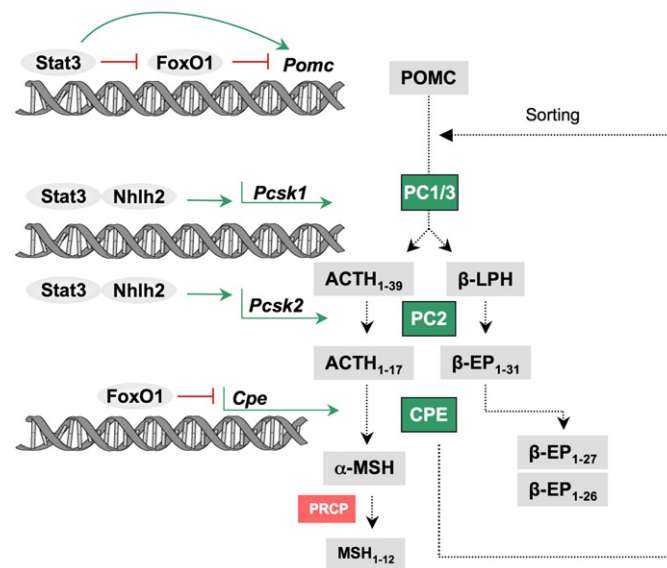 Stat3 FoxO1 Pomc
POMC
Sorting
Stat3 Nhlh2 Pcsk1
PC1/3
ACTH1-39 β-LPH
Stat3 Nhlh2 Pcsk2
PC2
ACTH1-17 β-EP1-31
FoxO1 Cpe
CPE
β-EP1-27
α-MSH
β-EP1-26
PRCP
MSH1-12